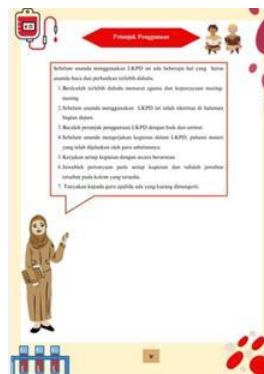 Petunjuk Penggunaan
Sebelum ananda menggunakan LKPD ini ada beberapa hal yang harus
ananda baca dan perhatikan terlebih dahulu.
1. Berdoalah terlebih dahulu menurut agama dan kepercayaan masing-
masing
2. Sebelum ananda menggunakan LKPD ini isilah identitas di halaman
bagian depan.
3. Bacalah petunjuk penggunaan LKPD dengan baik dan cermat.
4. Sebelum ananda mengerjakan kegiatan dalam LKPD, pahami materi
yang telah dijelaskan oleh guru sebelumnya.
5. Kerjakan setiap kegiatan dengan secara berurutan.
6. Jawablah pertanyaan pada setiap kegiatan dan tulislah jawaban
tersebut pada kolom yang tersedia.
7. Tanyakan kepada guru apabila ada yang kurang dimengerti.
v